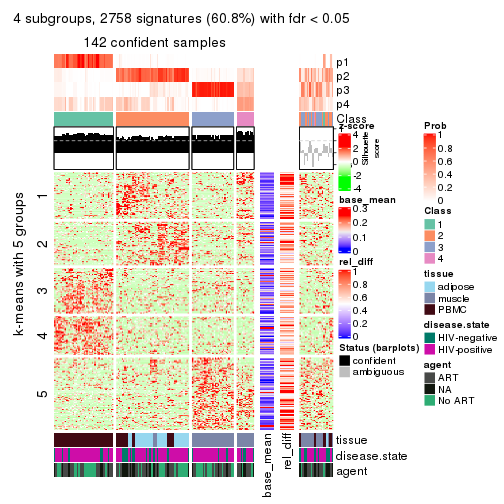 4 subgroups, 2758 signatures (60.8%) with fdr < 0.05
142 confident samples
p1
p2
p3
p4
Class
Silhouette score
k-means with 5 groups
1
2
3
4
5
z-score
4
2
0
-2
-4
base_mean
0.3
0.2
0.1
0
rel_diff
1
0.8
0.6
0.4
0.2
0
Status (barplots)
confident
ambiguous
Prob
1
0.8
0.6
0.4
0.2
0
Class
1
2
3
4
tissue
adipose
muscle
PBMC
disease.state
HIV-negative
HIV-positive
agent
ART
NA
No ART
tissue
disease.state
agent
base_mean
rel_diff